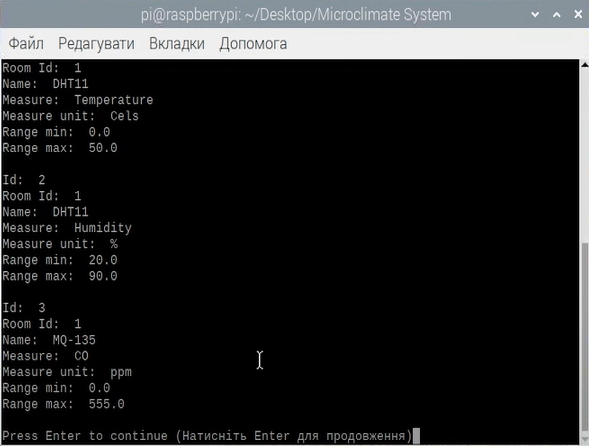 pi@raspberrypi: ~/Desktop/Microclimate System
Файл Редагувати Вкладки Допомога
Room Id:  1
Name:  DHT11
Measure:  Temperature
Measure unit:  Cels
Range min:  0.0
Range max:  50.0
Id:  2
Room Id:  1
Name:  DHT11
Measure:  Humidity
Measure unit:  %
Range min:  20.0
Range max:  90.0
Id:  3
Room Id:  1
Name:  MQ-135
Measure:  CO
Measure unit:  ppm
Range min:  0.0
Range max:  555.0
Press Enter to continue (Натисніть Enter для продовження)